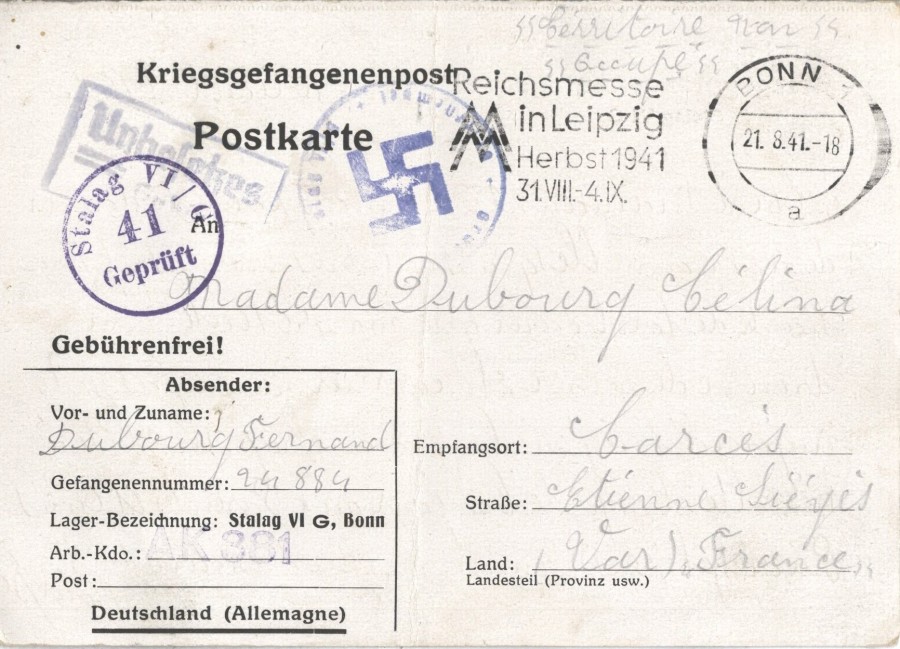 "Territoire non
occupé"
Kriegsgefangenenpost
Postkarte
Reichsmesse
in Leipzig
Herbst 1941
31.VIII.-4.IX.
BONN
21.8.41.-18
a
Stalag VI/G
41
Geprüft
An
Madame Dubourg Célina
Gebührenfrei!
Absender:
Vor- und Zuname:
Dubourg Fernand
Gefangenennummer: 24884
Lager-Bezeichnung: Stalag VI G, Bonn
Arb.-Kdo.: AK 381
Post:
Deutschland (Allemagne)
Empfangsort: Carcès
Straße: Etienne Siéyès
Land: (Var) "France"
Landesteil (Provinz usw.)